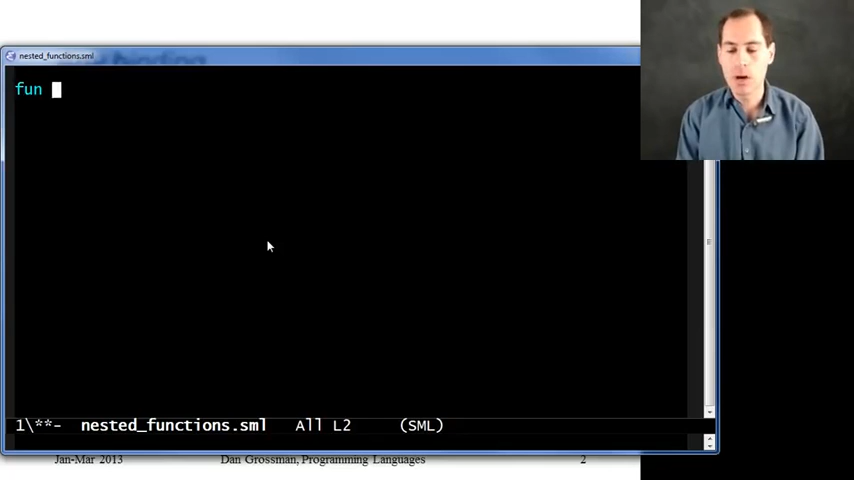 nested_functions.sml
fun
1\**- nested_functions.sml All L2 (SML)
Jan-Mar 2013 Dan Grossman, Programming Languages 2